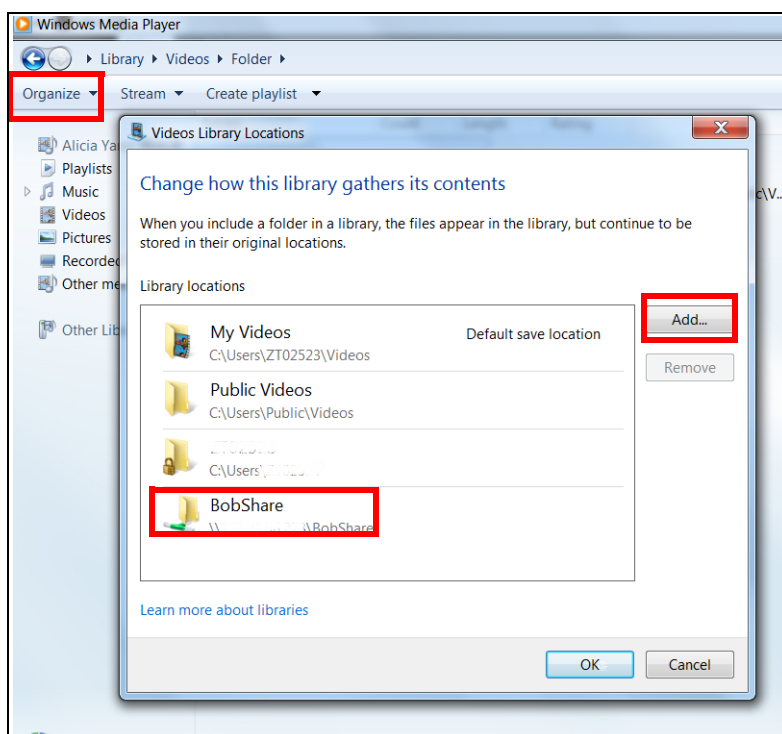 Windows Media Player
Library Videos Folder
Organize Stream Create playlist
Videos Library Locations
Alicia
Playlists
Music
Videos
Pictures
Recorded
Other
Other
Change how this library gathers its contents
When you include a folder in a library, the files appear in the library, but continue to be
stored in their original locations.
Library locations
My Videos Default save location
C:\Users\ZT02523\Videos
Public Videos
C:\Users\Public\Videos
C:\Users\
BobShare
\BobShare
Add...
Remove
Learn more about libraries
OK Cancel